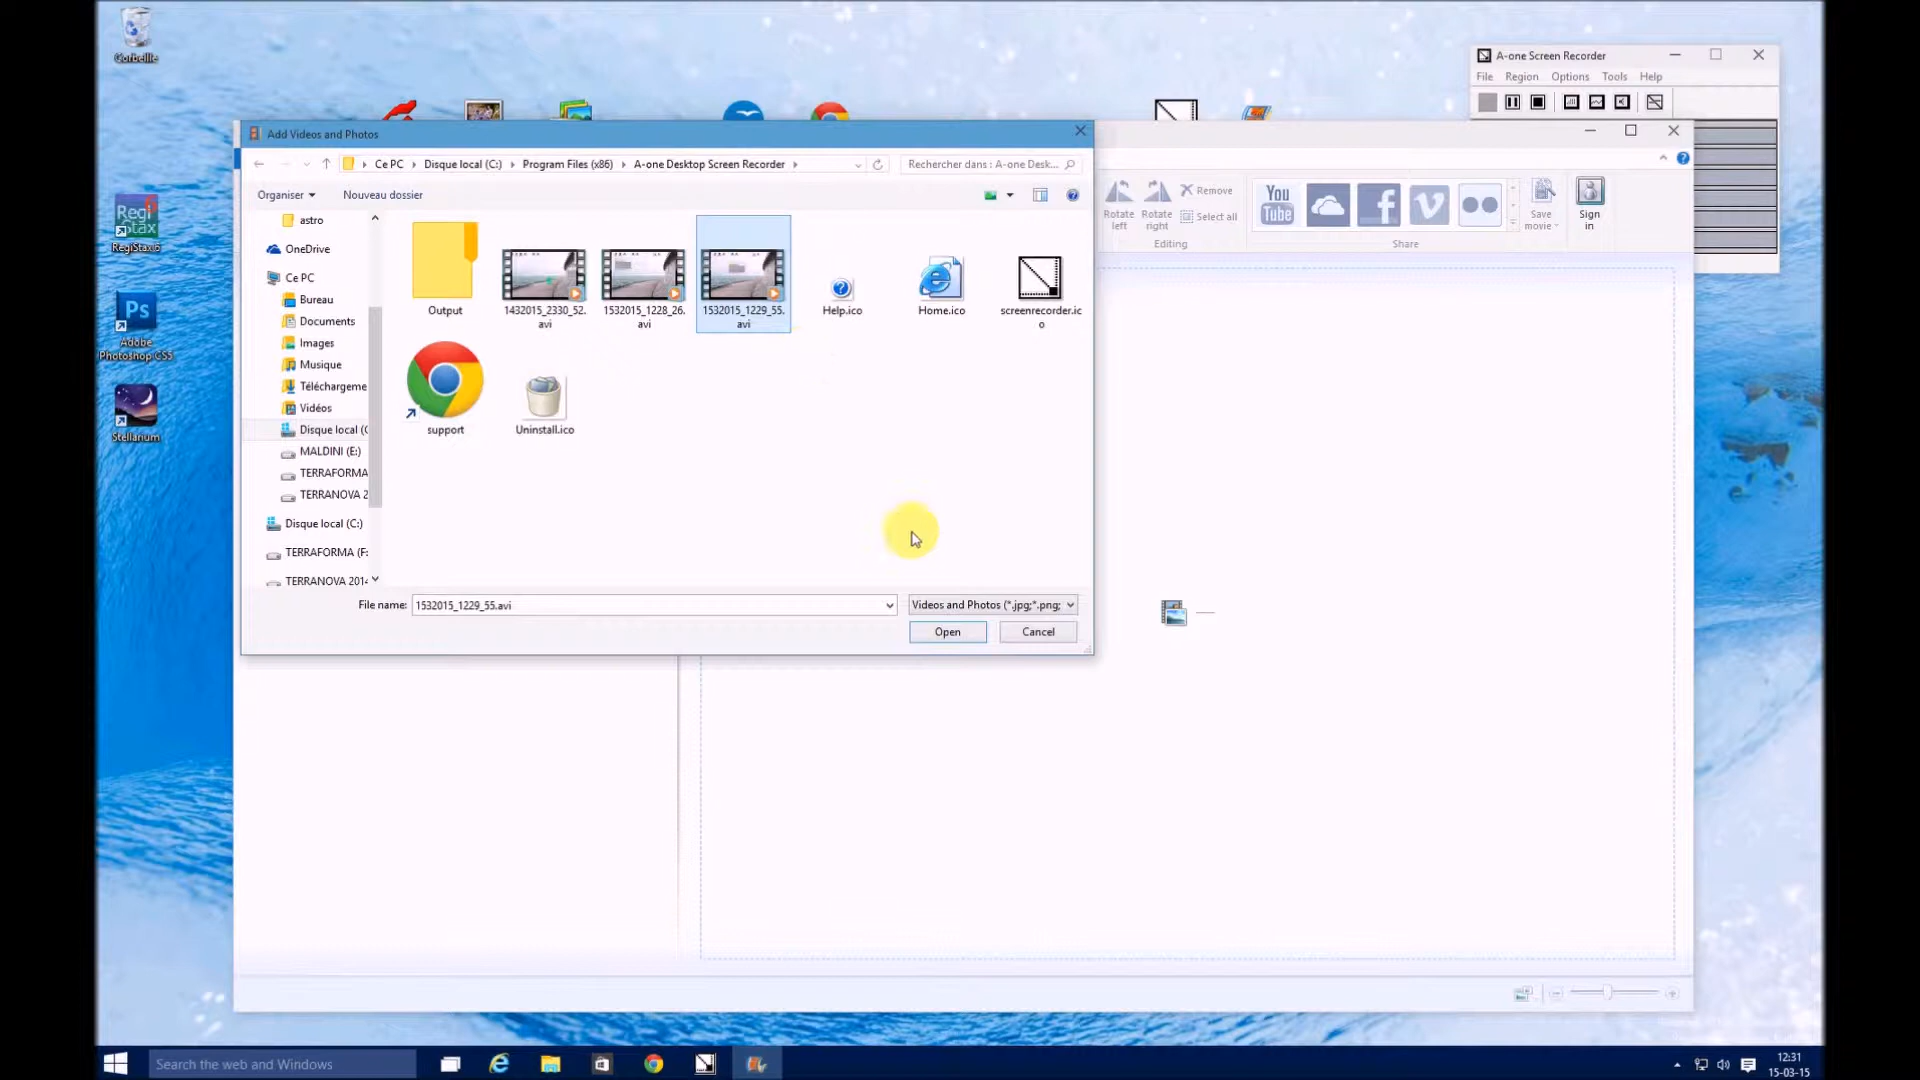 Corbeille
A-one Screen Recorder
File Region Options Tools Help
Add Videos and Photos
Ce PC Disque local (C:) Program Files (x86) A-one Desktop Screen Recorder
Rechercher dans : A-one Desk...
Organiser Nouveau dossier
astro
OneDrive
Ce PC
Bureau
Documents
Images
Musique
Téléchargeme
Vidéos
Disque local (C
MALDINI (E:)
TERRAFORMA
TERRANOVA 2
Disque local (C:)
TERRAFORMA (F:
TERRANOVA 2014
Output
1432015_2330_52.
avi
1532015_1228_26.
avi
1532015_1229_55.
avi
Help.ico
Home.ico
screenrecorder.ic
o
support
Uninstall.ico
File name: 1532015_1229_55.avi
Videos and Photos (*.jpg;*.png;
Open Cancel
Rotate
left
Rotate
right
Remove
Select all
Editing
You
Tube
Share
Save
movie
Sign
in
RegiStax6
Ps
Adobe
Photoshop CS5
Stellarium
Search the web and Windows
12:31
15-03-15